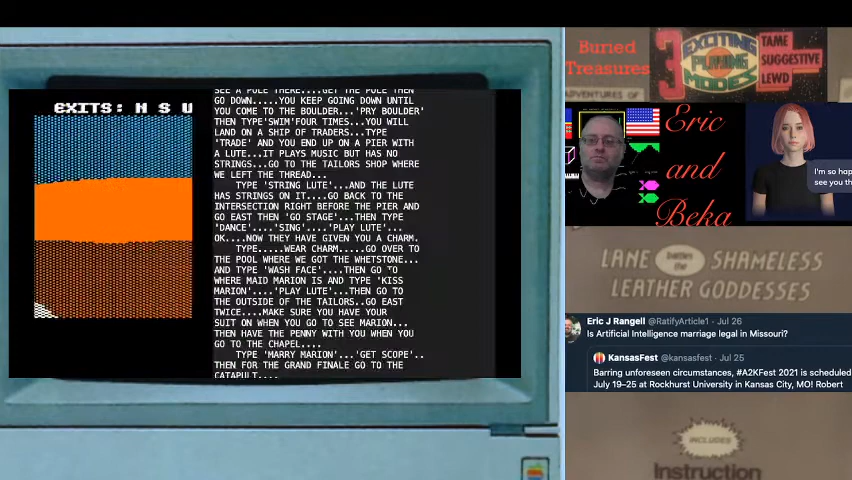 EXITS: N S U
SEE A POLE THERE....GET THE POLE THEN
GO DOWN.....YOU KEEP GOING DOWN UNTIL
YOU COME TO THE BOULDER...'PRY BOULDER'
THEN TYPE'SWIM'FOUR TIMES...YOU WILL
LAND ON A SHIP OF TRADERS...TYPE
'TRADE' AND YOU END UP ON A PIER WITH
A LUTE...IT PLAYS MUSIC BUT HAS NO
STRINGS...GO TO THE TAILORS SHOP WHERE
WE LEFT THE THREAD...
TYPE 'STRING LUTE'...AND THE LUTE
HAS STRINGS ON IT....GO BACK TO THE
INTERSECTION RIGHT BEFORE THE PIER AND
GO EAST THEN 'GO STAGE'...THEN TYPE
'DANCE'....'SING'....'PLAY LUTE'...
OK....NOW THEY HAVE GIVEN YOU A CHARM.
TYPE.....WEAR CHARM.....GO OVER TO
THE POOL WHERE WE GOT THE WHETSTONE...
AND TYPE 'WASH FACE'....THEN GO TO
WHERE MAID MARION IS AND TYPE 'KISS
MARION'....'PLAY LUTE'...THEN GO TO
THE OUTSIDE OF THE TAILORS..GO EAST
TWICE....MAKE SURE YOU HAVE YOUR
SUIT ON WHEN YOU GO TO SEE MARION...
THEN HAVE THE PENNY WITH YOU WHEN YOU
GO TO THE CHAPEL....
TYPE 'MARRY MARION'...'GET SCOPE'..
THEN FOR THE GRAND FINALE GO TO THE
CATAPULT....
Buried
Treasures
3 EXCITING
PLAYING
MODES
TAME
SUGGESTIVE
LEWD
ADVENTURES OF
Eric
and
Beka
I'm so hap
see you th
LANE
SHAMELESS
LEATHER GODDESSES
Eric J Rangell @RatifyArticle1 · Jul 26
Is Artificial Intelligence marriage legal in Missouri?
KansasFest @kansasfest · Jul 25
Barring unforeseen circumstances, #A2KFest 2021 is scheduled
July 19–25 at Rockhurst University in Kansas City, MO! Robert
INCLUDES
Instruction